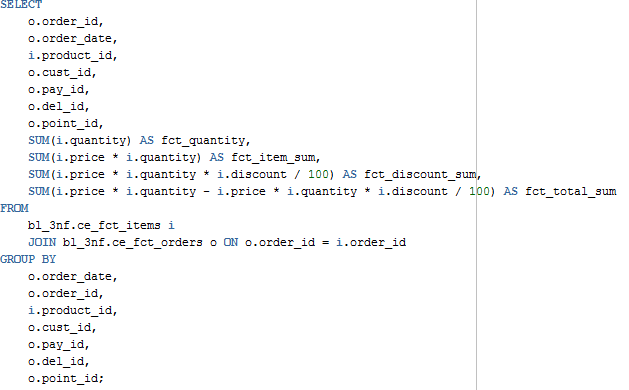 SELECT
    o.order_id,
    o.order_date,
    i.product_id,
    o.cust_id,
    o.pay_id,
    o.del_id,
    o.point_id,
    SUM(i.quantity) AS fct_quantity,
    SUM(i.price * i.quantity) AS fct_item_sum,
    SUM(i.price * i.quantity * i.discount / 100) AS fct_discount_sum,
    SUM(i.price * i.quantity - i.price * i.quantity * i.discount / 100) AS fct_total_sum
FROM
    bl_3nf.ce_fct_items i
    JOIN bl_3nf.ce_fct_orders o ON o.order_id = i.order_id
GROUP BY
    o.order_date,
    o.order_id,
    i.product_id,
    o.cust_id,
    o.pay_id,
    o.del_id,
    o.point_id;